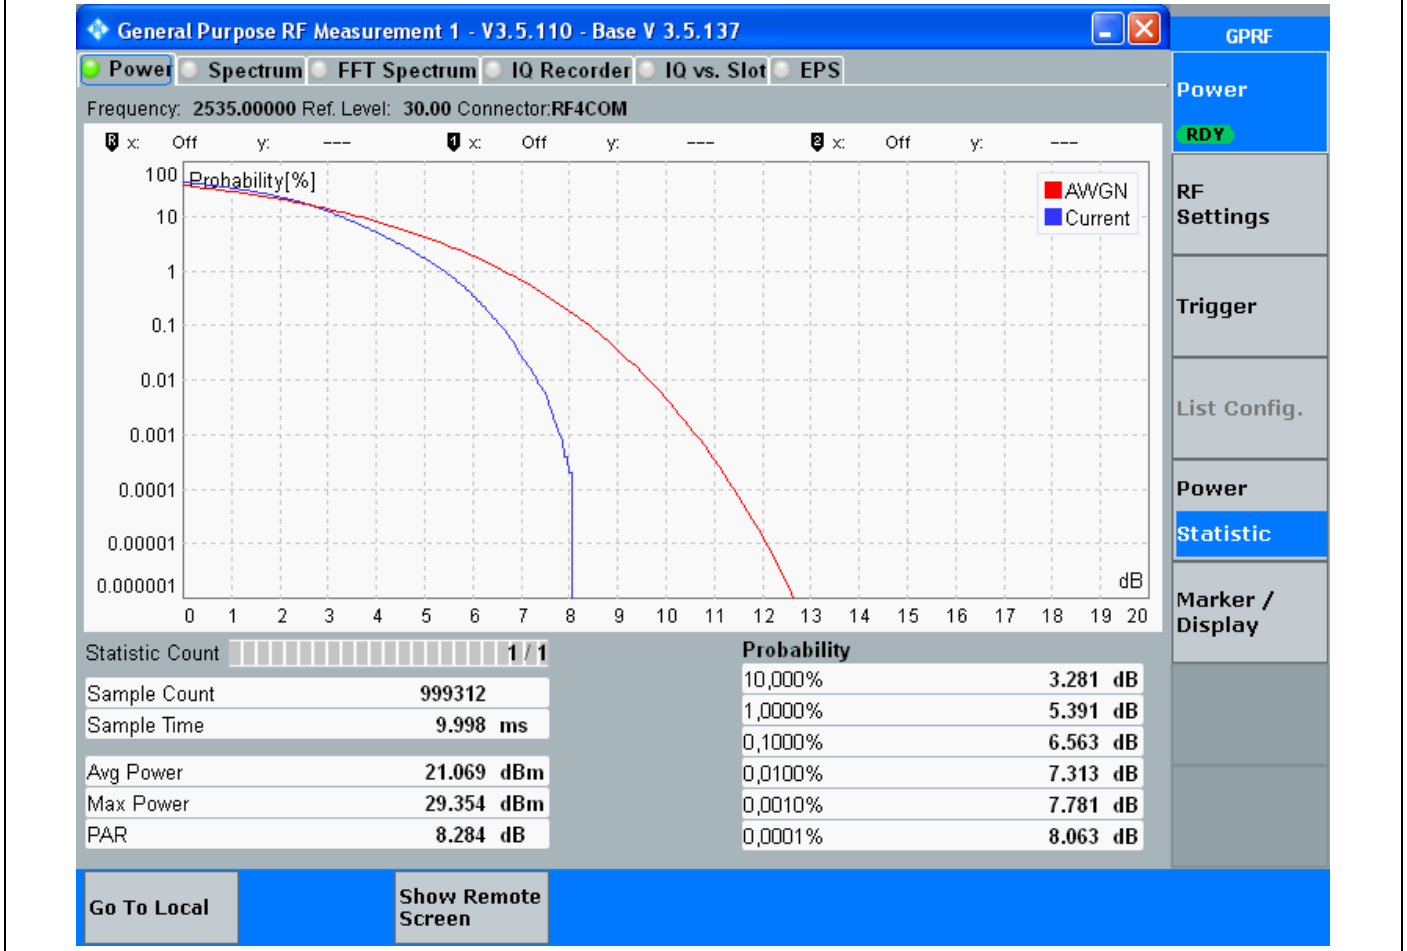 General Purpose RF Measurement 1 - V3.5.110 - Base V 3.5.137
GPRF
Power Spectrum FFT Spectrum IQ Recorder IQ vs. Slot EPS
Frequency: 2535.00000 Ref. Level: 30.00 Connector:RF4COM
R x: Off y: --- 1 x: Off y: --- 2 x: Off y: ---
Probability[%]
100
10
1
0.1
0.01
0.001
0.0001
0.00001
0.000001
AWGN
Current
dB
0 1 2 3 4 5 6 7 8 9 10 11 12 13 14 15 16 17 18 19 20
Statistic Count 1 / 1
Sample Count 999312
Sample Time 9.998 ms
Avg Power 21.069 dBm
Max Power 29.354 dBm
PAR 8.284 dB
Probability
10,000% 3.281 dB
1,0000% 5.391 dB
0,1000% 6.563 dB
0,0100% 7.313 dB
0,0010% 7.781 dB
0,0001% 8.063 dB
Power
RDY
RF
Settings
Trigger
List Config.
Power
Statistic
Marker /
Display
Go To Local
Show Remote
Screen